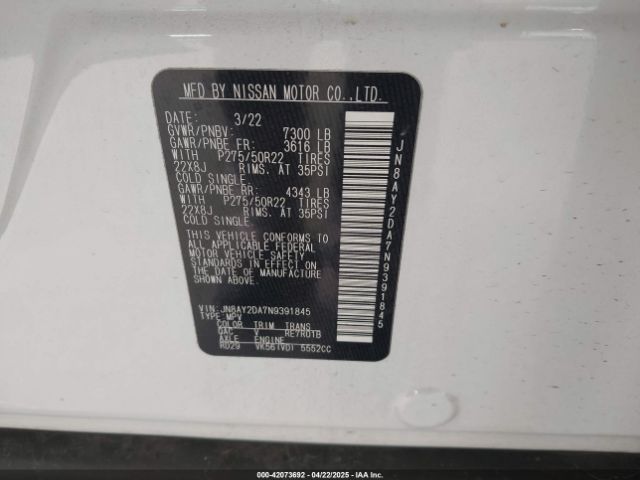 MFD BY NISSAN MOTOR CO.,LTD.
DATE: 3/22
GVWR/PNBV: 7300 LB
GAWR/PNBE FR: 3616 LB
WITH P275/50R22 TIRES
22X8J RIMS. AT 35PSI
COLD SINGLE.
GAWR/PNBE RR: 4343 LB
WITH P275/50R22 TIRES
22X8J RIMS. AT 35PSI
COLD SINGLE.
THIS VEHICLE CONFORMS TO
ALL APPLICABLE FEDERAL
MOTOR VEHICLE SAFETY
STANDARDS IN EFFECT ON
THE DATE OF MANUFACTURE
SHOWN ABOVE.
VIN:JN8AY2DA7N9391845
TYPE:MPV
COLOR TRIM TRANS
QAC V RE7R01B
AXLE ENGINE
RD29 VK56(VD) 5552CC
JN8AY2DA7N9391845
000-42073692 - 04/22/2025 - IAA Inc.